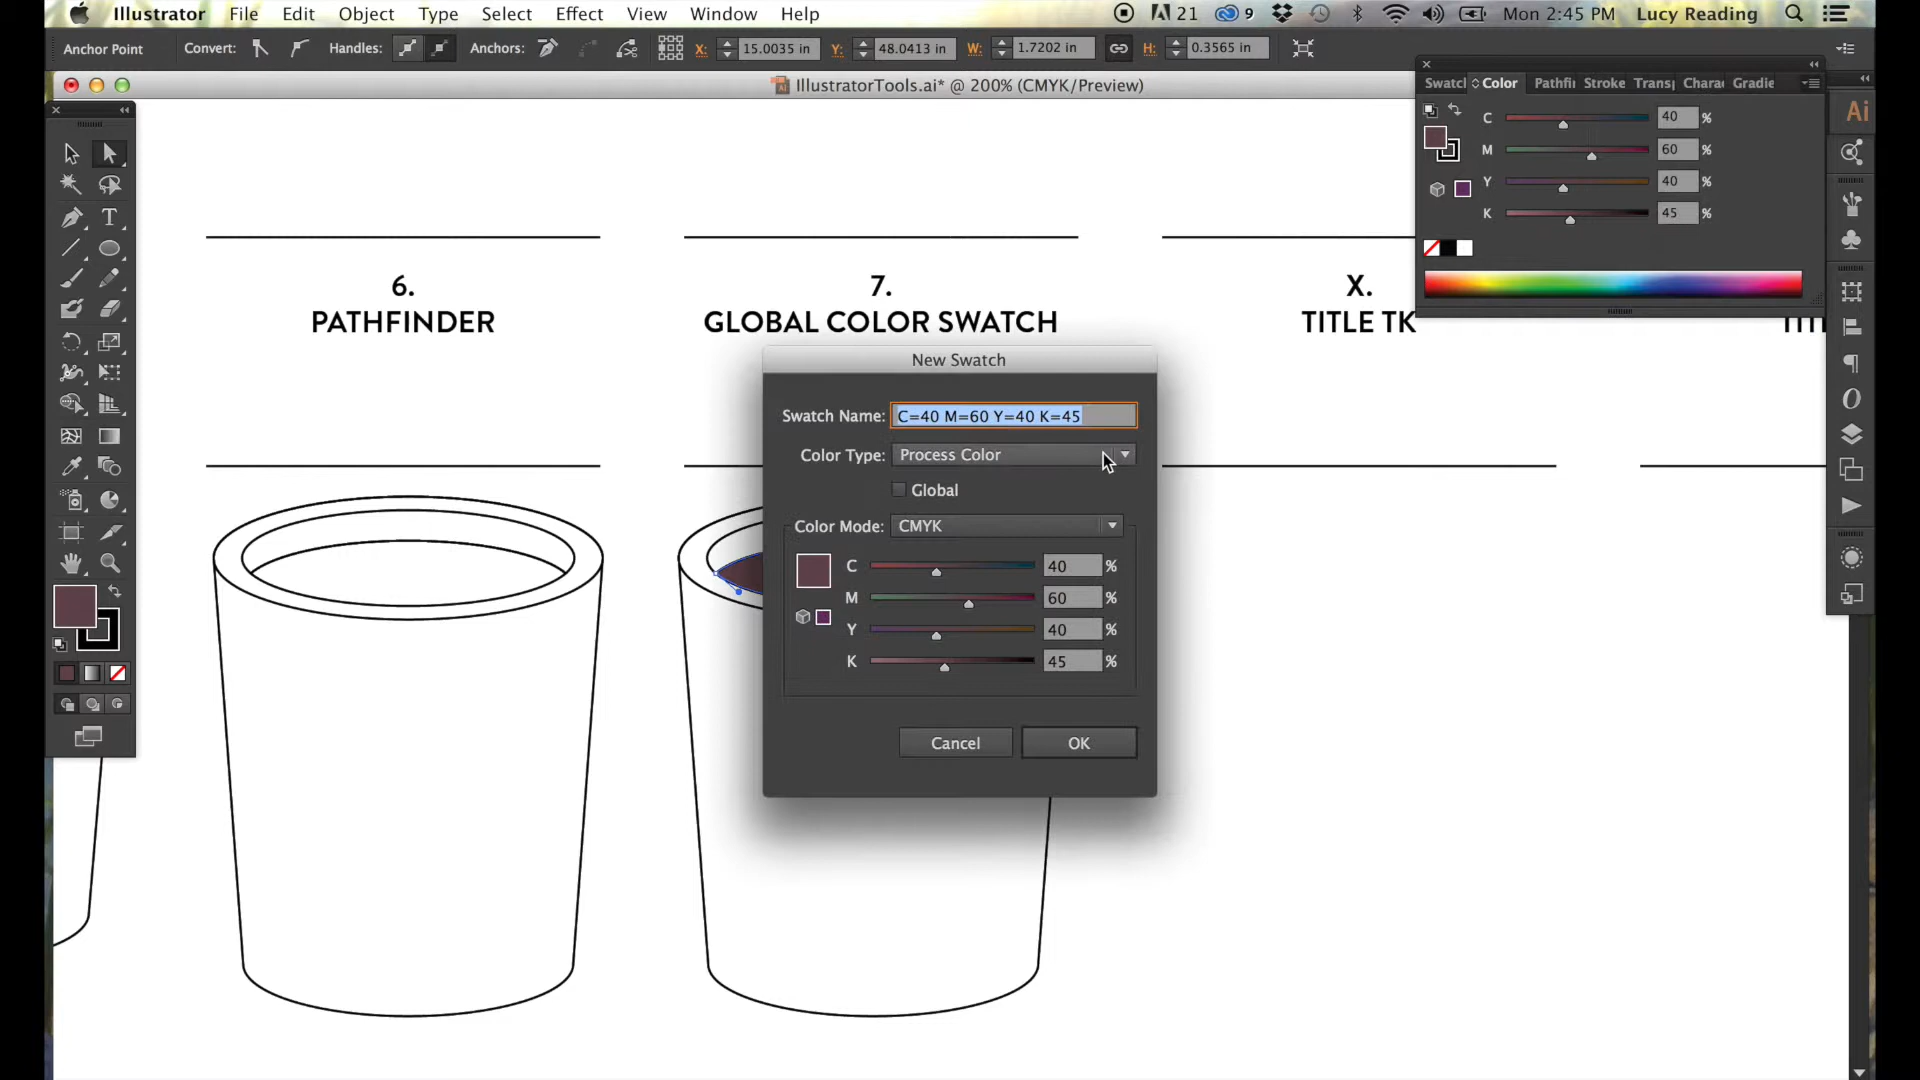 Illustrator File Edit Object Type Select Effect View Window Help 21 9 Mon 2:45 PM Lucy Reading
Anchor Point Convert: Handles: Anchors: X: 15.0035 in Y: 48.0413 in W: 1.7202 in H: 0.3565 in
IllustratorTools.ai* @ 200% (CMYK/Preview)
Swatcl Color Pathfi Stroke Trans Chara Gradie
Ai
C 40 %
M 60 %
Y 40 %
K 45 %
T
6.
PATHFINDER
7.
GLOBAL COLOR SWATCH
X.
TITLE TK
New Swatch
Swatch Name: C=40 M=60 Y=40 K=45
Color Type: Process Color
Global
Color Mode: CMYK
C 40 %
M 60 %
Y 40 %
K 45 %
Cancel OK